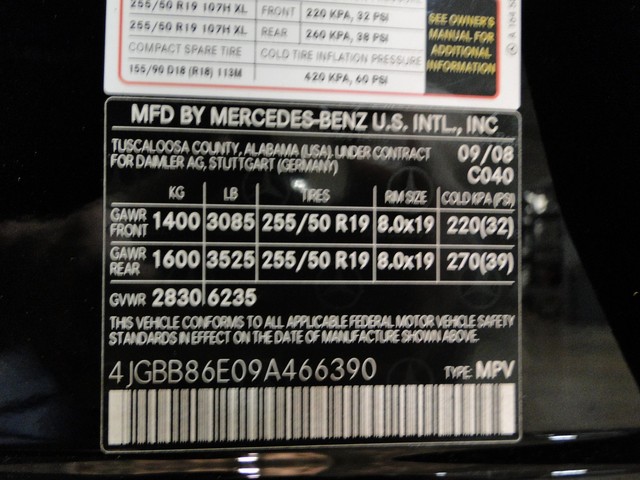 255/50 R19 107H XL FRONT 220 KPA, 32 PSI
255/50 R19 107H XL REAR 260 KPA, 38 PSI
COMPACT SPARE TIRE COLD TIRE INFLATION PRESSURE
155/90 D18 (R18) 113M 420 KPA, 60 PSI
SEE OWNER'S
MANUAL FOR
ADDITIONAL
INFORMATION
A 164
MFD BY MERCEDES-BENZ U.S. INTL., INC
TUSCALOOSA COUNTY, ALABAMA (USA), UNDER CONTRACT 09/08
FOR DAIMLER AG, STUTTGART (GERMANY) C040
KG LB TIRES RIM SIZE COLD KPA (PSI)
GAWR FRONT 1400 3085 255/50 R19 8.0x19 220(32)
GAWR REAR 1600 3525 255/50 R19 8.0x19 270(39)
GVWR 2830 6235
THIS VEHICLE CONFORMS TO ALL APPLICABLE FEDERAL MOTOR VEHICLE SAFETY
STANDARDS IN EFFECT ON THE DATE OF MANUFACTURE SHOWN ABOVE.
4JGBB86E09A466390 TYPE: MPV